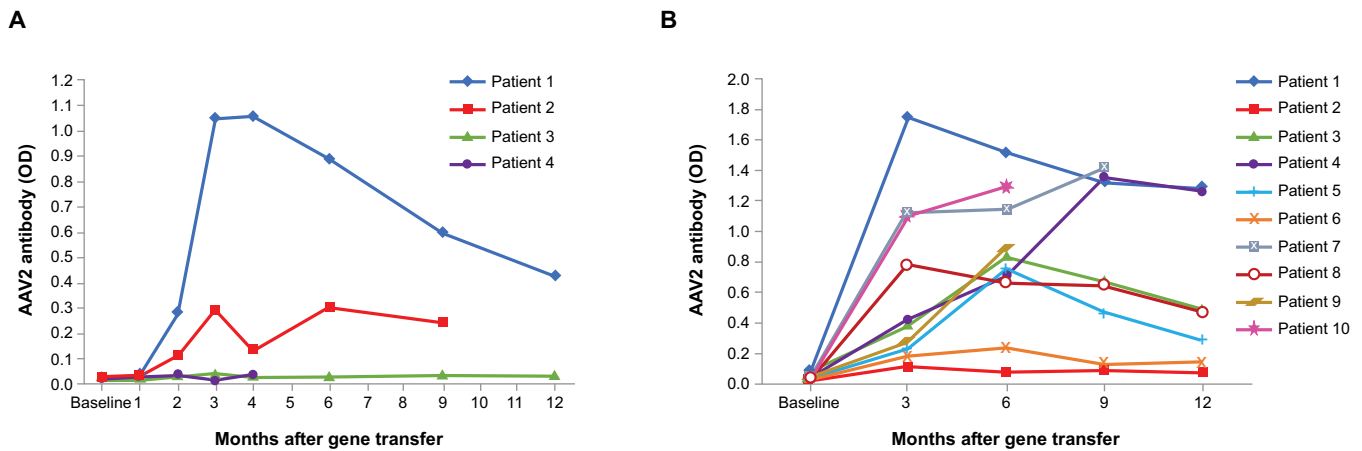 A
AAV2 antibody (OD)
1.2
1.1
1.0
0.9
0.8
0.7
0.6
0.5
0.4
0.3
0.2
0.1
0.0
Baseline 1 2 3 4 5 6 7 8 9 10 11 12
Months after gene transfer
Patient 1
Patient 2
Patient 3
Patient 4
B
AAV2 antibody (OD)
2.0
1.8
1.6
1.4
1.2
1.0
0.8
0.6
0.4
0.2
0.0
Baseline 3 6 9 12
Months after gene transfer
Patient 1
Patient 2
Patient 3
Patient 4
Patient 5
Patient 6
Patient 7
Patient 8
Patient 9
Patient 10